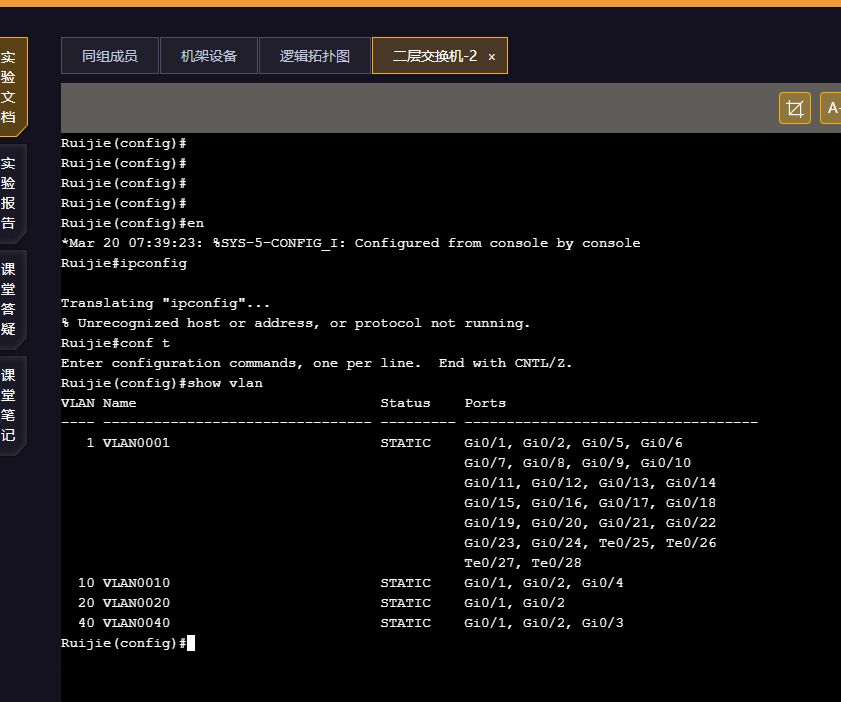 同组成员
机架设备
逻辑拓扑图
二层交换机-2 ×
实验文档
实验报告
课堂答疑
课堂笔记
A-
Ruijie(config)#
Ruijie(config)#
Ruijie(config)#
Ruijie(config)#
Ruijie(config)#en
*Mar 20 07:39:23: %SYS-5-CONFIG_I: Configured from console by console
Ruijie#ipconfig
Translating "ipconfig"...
% Unrecognized host or address, or protocol not running.
Ruijie#conf t
Enter configuration commands, one per line.  End with CNTL/Z.
Ruijie(config)#show vlan
VLAN Name                             Status    Ports
---- -------------------------------- --------- -----------------------------------
   1 VLAN0001                         STATIC    Gi0/1, Gi0/2, Gi0/5, Gi0/6
                                                Gi0/7, Gi0/8, Gi0/9, Gi0/10
                                                Gi0/11, Gi0/12, Gi0/13, Gi0/14
                                                Gi0/15, Gi0/16, Gi0/17, Gi0/18
                                                Gi0/19, Gi0/20, Gi0/21, Gi0/22
                                                Gi0/23, Gi0/24, Te0/25, Te0/26
                                                Te0/27, Te0/28
  10 VLAN0010                         STATIC    Gi0/1, Gi0/2, Gi0/4
  20 VLAN0020                         STATIC    Gi0/1, Gi0/2
  40 VLAN0040                         STATIC    Gi0/1, Gi0/2, Gi0/3
Ruijie(config)#